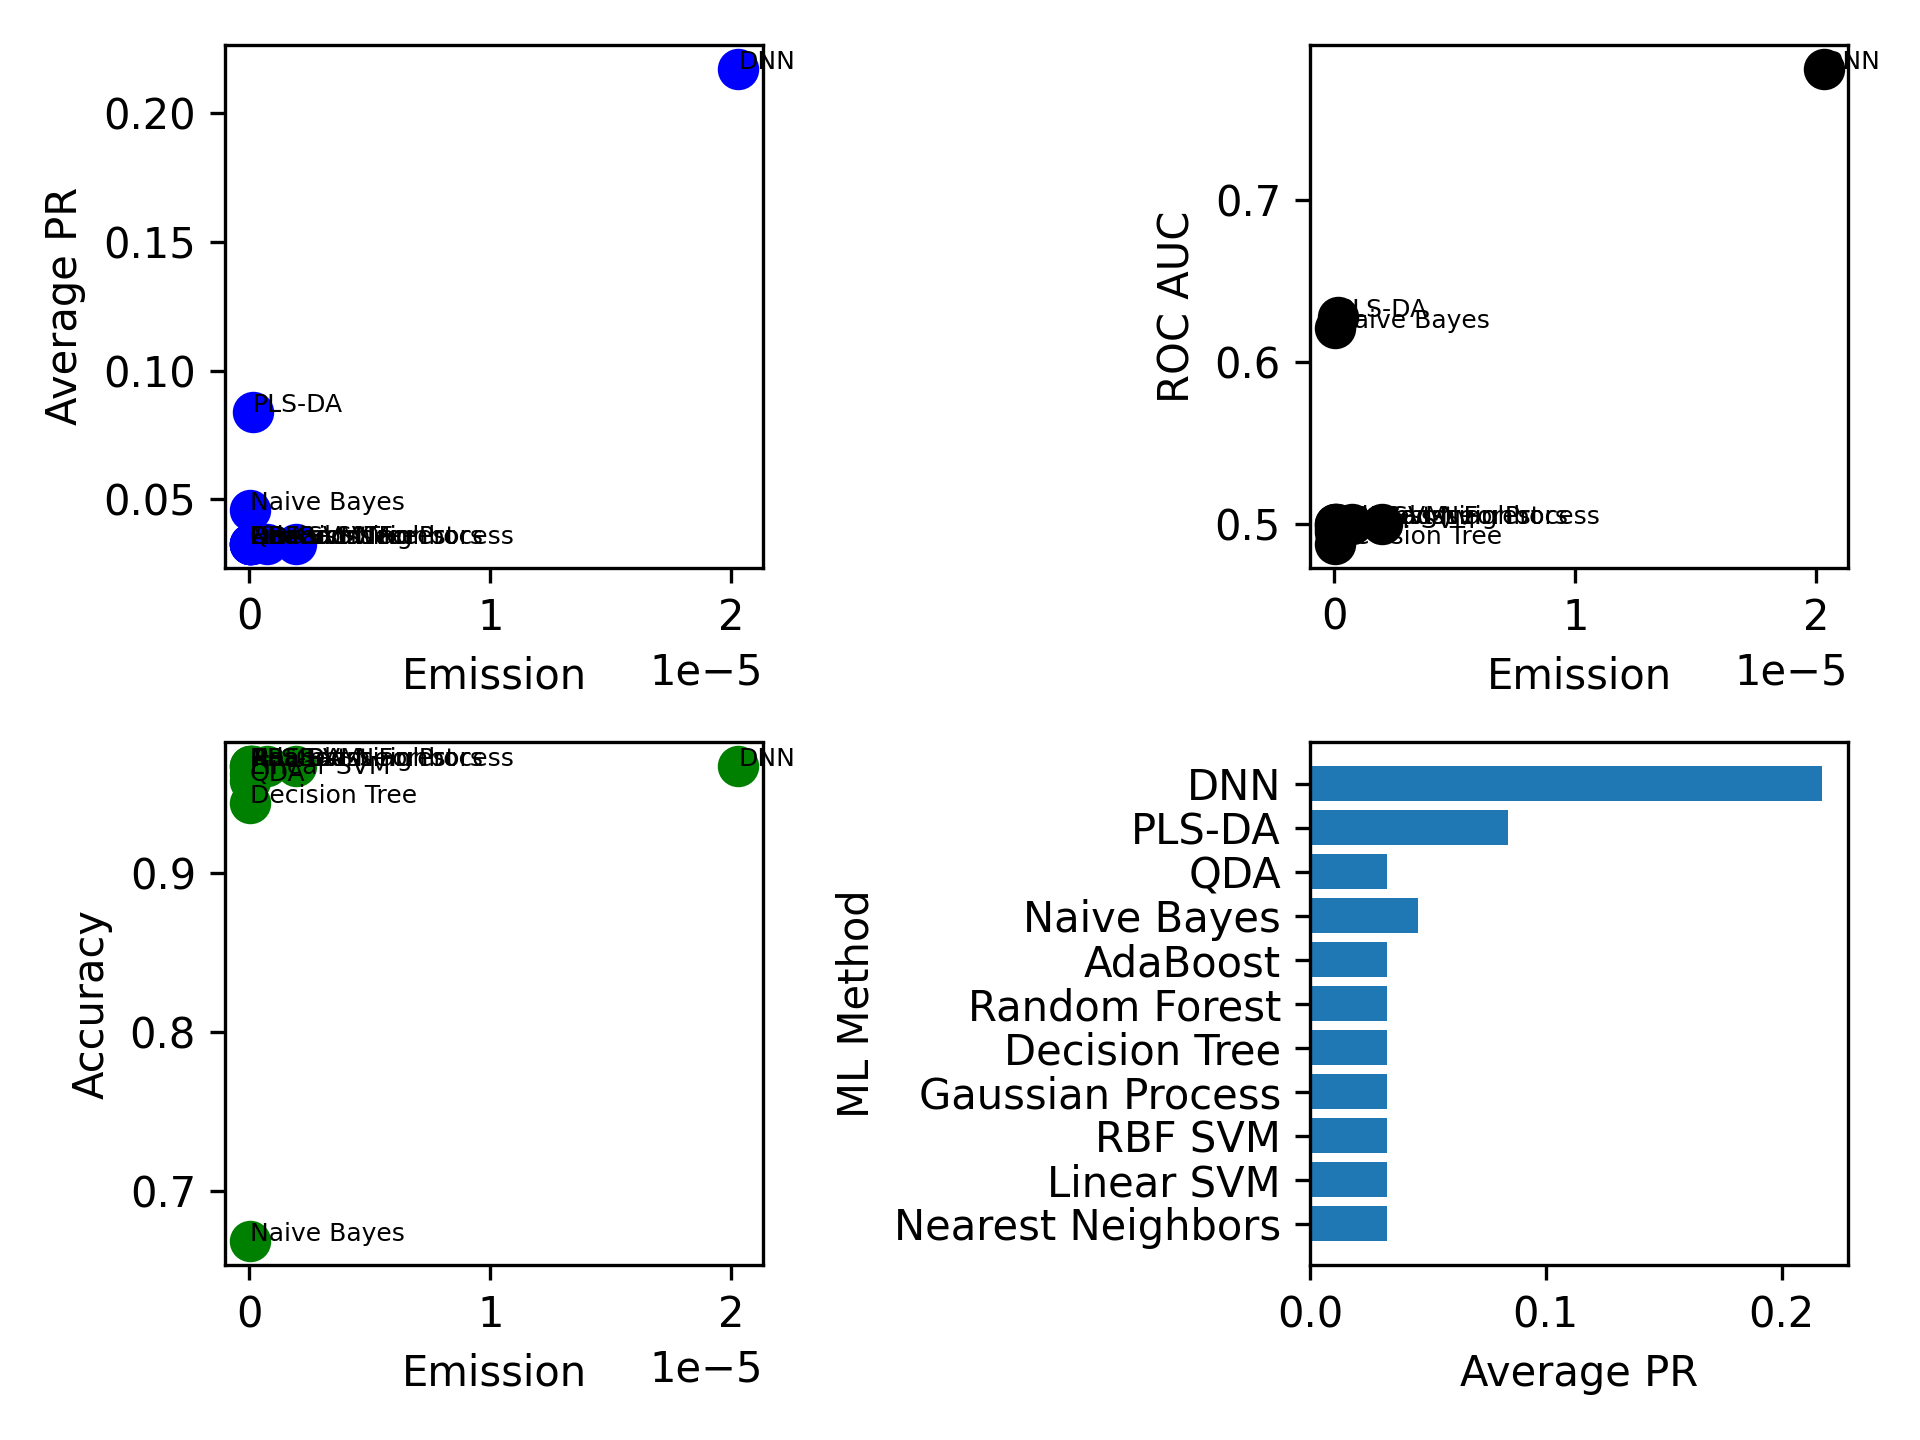 DNN
0.20
0.15
0.10
0.05
Average PR
PLS-DA
Naive Bayes
0
1
2
Emission
1e−5
0.7
0.6
0.5
ROC AUC
Naive Bayes
Decision Tree
0
1
2
Emission
1e−5
DNN
QDA
Decision Tree
0.9
0.8
0.7
Accuracy
Naive Bayes
0
1
2
Emission
1e−5
ML Method
DNN
PLS-DA
QDA
Naive Bayes
AdaBoost
Random Forest
Decision Tree
Gaussian Process
RBF SVM
Linear SVM
Nearest Neighbors
0.0
0.1
0.2
Average PR